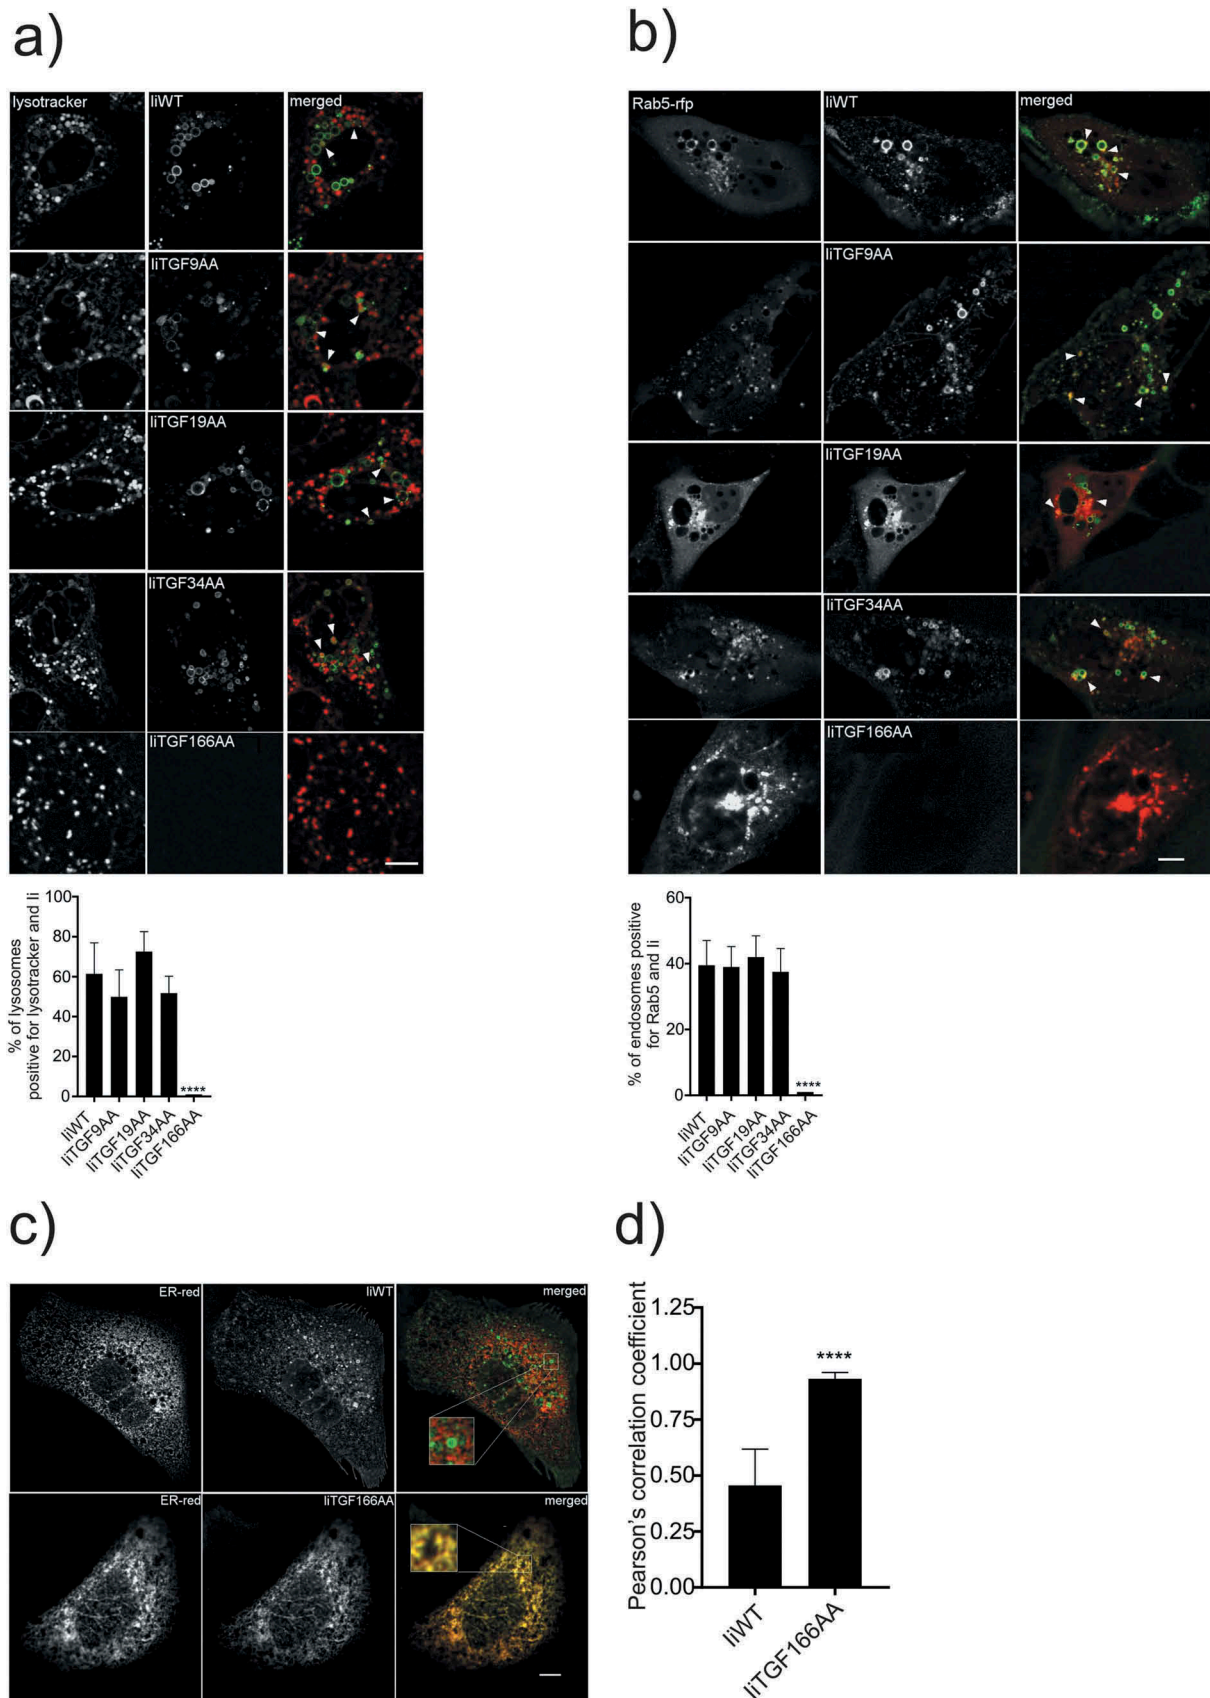 a)
lysotracker
IiWT
merged
IiTGF9AA
IiTGF19AA
IiTGF34AA
IiTGF166AA
% of lysosomes
positive for lysotracker and Ii
100
80
60
40
20
0
****
IiWT
IiTGF9AA
IiTGF19AA
IiTGF34AA
IiTGF166AA
b)
Rab5-rfp
IiWT
merged
IiTGF9AA
IiTGF19AA
IiTGF34AA
IiTGF166AA
% of endosomes positive
for Rab5 and Ii
60
40
20
0
****
IiWT
IiTGF9AA
IiTGF19AA
IiTGF34AA
IiTGF166AA
c)
ER-red
IiWT
merged
ER-red
IiTGF166AA
merged
d)
Pearson's correlation coefficient
1.25
1.00
0.75
0.50
0.25
0.00
****
IiWT
IiTGF166AA